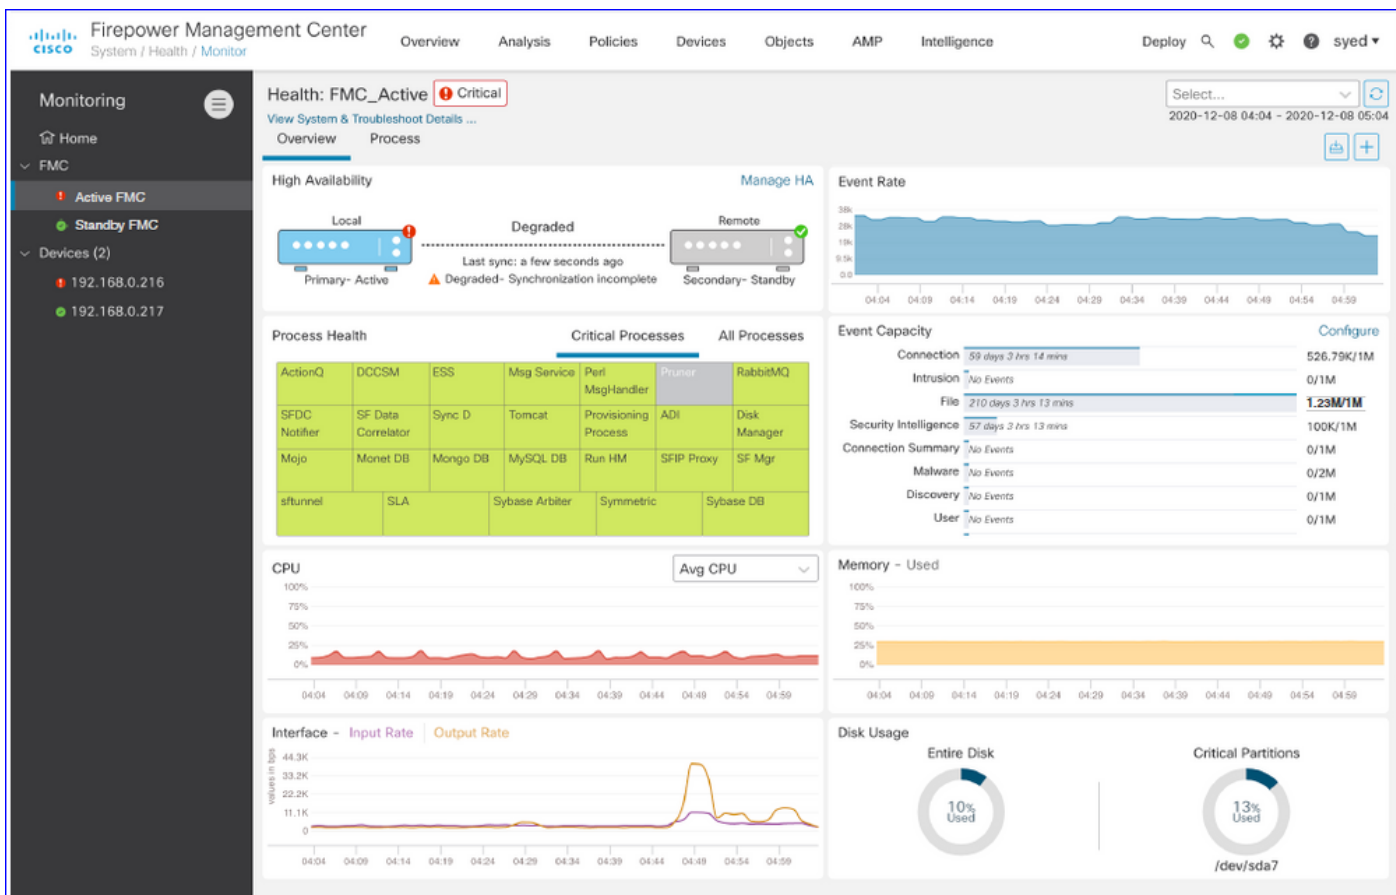 cisco
Firepower Management Center
System / Health / Monitor
Overview Analysis Policies Devices Objects AMP Intelligence
Deploy syed
Monitoring
Home
FMC
Active FMC
Standby FMC
Devices (2)
192.168.0.216
192.168.0.217
Health: FMC_Active Critical
View System & Troubleshoot Details ...
Select...
2020-12-08 04:04 - 2020-12-08 05:04
Overview Process
High Availability Manage HA
Local Degraded Remote
Last sync: a few seconds ago
Primary- Active Degraded- Synchronization incomplete Secondary- Standby
Event Rate
38k
28k
19k
9.5k
0.0
04:04 04:09 04:14 04:19 04:24 04:29 04:34 04:39 04:44 04:49 04:54 04:59
Process Health Critical Processes All Processes
ActionQ DCCSM ESS Msg Service Perl MsgHandler Pruner RabbitMQ
SFDC Notifier SF Data Correlator Sync D Tomcat Provisioning Process ADI Disk Manager
Mojo Monet DB Mongo DB MySQL DB Run HM SFIP Proxy SF Mgr
sftunnel SLA Sybase Arbiter Symmetric Sybase DB
Event Capacity Configure
Connection 59 days 3 hrs 14 mins 526.79K/1M
Intrusion No Events 0/1M
File 210 days 3 hrs 13 mins 1.23M/1M
Security Intelligence 57 days 3 hrs 13 mins 100K/1M
Connection Summary No Events 0/1M
Malware No Events 0/2M
Discovery No Events 0/1M
User No Events 0/1M
CPU Avg CPU
100%
75%
50%
25%
0%
04:04 04:09 04:14 04:19 04:24 04:29 04:34 04:39 04:44 04:49 04:54 04:59
Memory - Used
100%
75%
50%
25%
0%
04:04 04:09 04:14 04:19 04:24 04:29 04:34 04:39 04:44 04:49 04:54 04:59
Interface - Input Rate Output Rate
values in bps
44.3K
33.2K
22.2K
11.1K
0
04:04 04:09 04:14 04:19 04:24 04:29 04:34 04:39 04:44 04:49 04:54 04:59
Disk Usage
Entire Disk Critical Partitions
10% 13%
Used Used
/dev/sda7